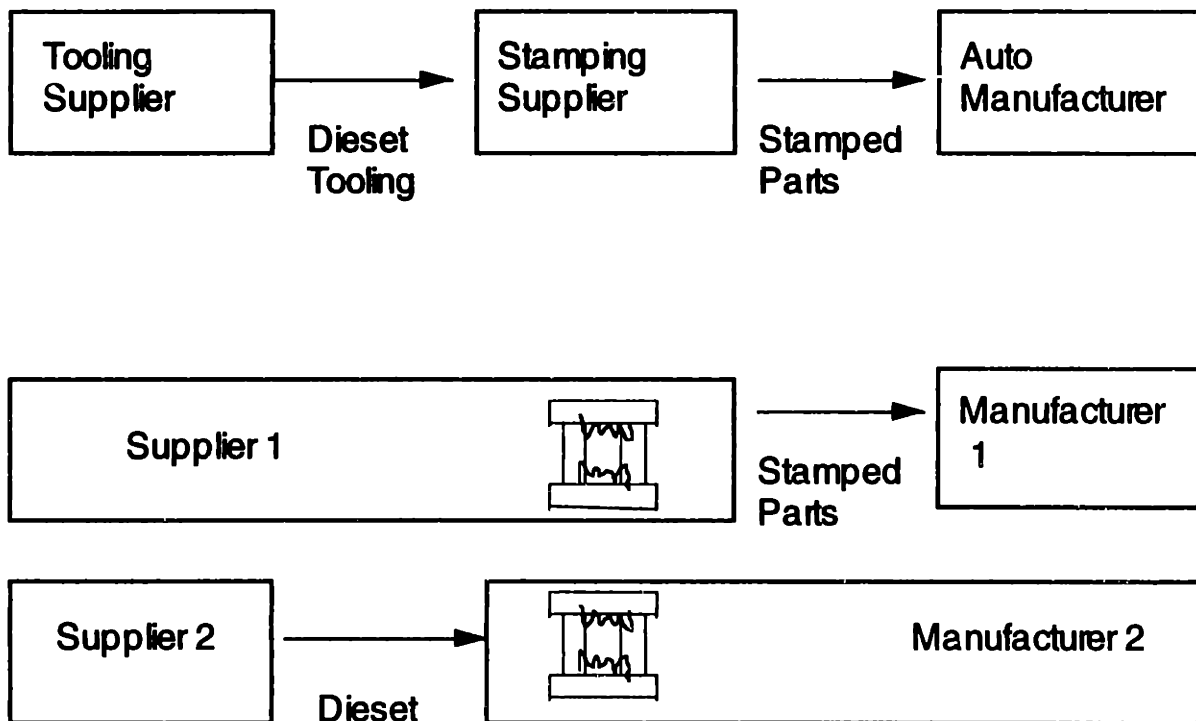 Tooling
Supplier
Stamping
Supplier
Auto
Manufacturer
Dieset
Tooling
Stamped
Parts
Supplier 1
Manufacturer
1
Stamped
Parts
Supplier 2
Manufacturer 2
Dieset